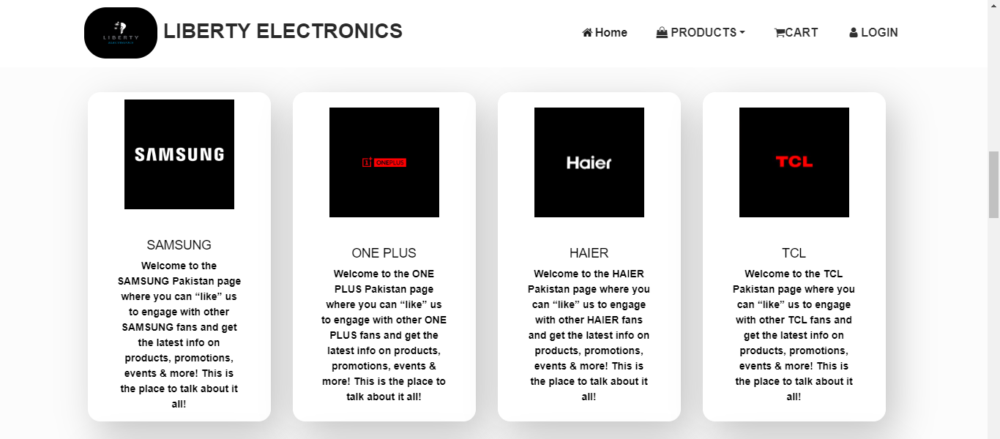 LIBERTY
ELECTRONICS
LIBERTY ELECTRONICS
Home
PRODUCTS
CART
LOGIN
SAMSUNG
SAMSUNG
Welcome to the
SAMSUNG Pakistan page
where you can “like” us
to engage with other
SAMSUNG fans and get
the latest info on
products, promotions,
events & more! This is
the place to talk about it
all!
1+ ONEPLUS
ONE PLUS
Welcome to the ONE
PLUS Pakistan page
where you can “like” us
to engage with other ONE
PLUS fans and get the
latest info on products,
promotions, events &
more! This is the place to
talk about it all!
Haier
HAIER
Welcome to the HAIER
Pakistan page where you
can “like” us to engage
with other HAIER fans
and get the latest info on
products, promotions,
events & more! This is
the place to talk about it
all!
TCL
TCL
Welcome to the TCL
Pakistan page where you
can “like” us to engage
with other TCL fans and
get the latest info on
products, promotions,
events & more! This is
the place to talk about it
all!